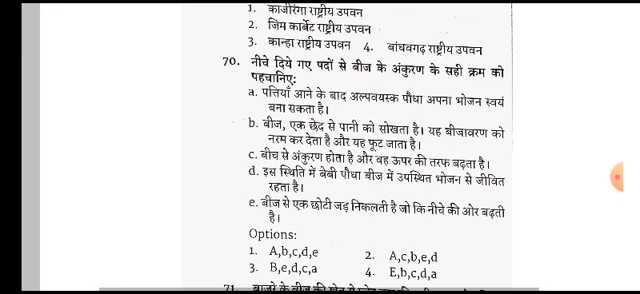 1. काजीरंगा राष्ट्रीय उपवन
2. जिम कार्बेट राष्ट्रीय उपवन
3. कान्हा राष्ट्रीय उपवन 4. बांधवगढ़ राष्ट्रीय उपवन
70. नीचे दिये गए पदों से बीज के अंकुरण के सही क्रम को
पहचानिए:
a. पत्तियाँ आने के बाद अल्पवयस्क पौधा अपना भोजन स्वयं
बना सकता है।
b. बीज, एक छेद से पानी को सोखता है। यह बीजावरण को
नरम कर देता है और यह फूट जाता है।
c. बीच से अंकुरण होता है और वह ऊपर की तरफ बढ़ता है।
d. इस स्थिति में बेबी पौधा बीज में उपस्थित भोजन से जीवित
रहता है।
e. बीज से एक छोटी जड़ निकलती है जो कि नीचे की ओर बढ़ती
है।
Options:
1. A,b,c,d,e 2. A,c,b,e,d
3. B,e,d,c,a 4. E,b,c,d,a
71. बाजरे के बीज की